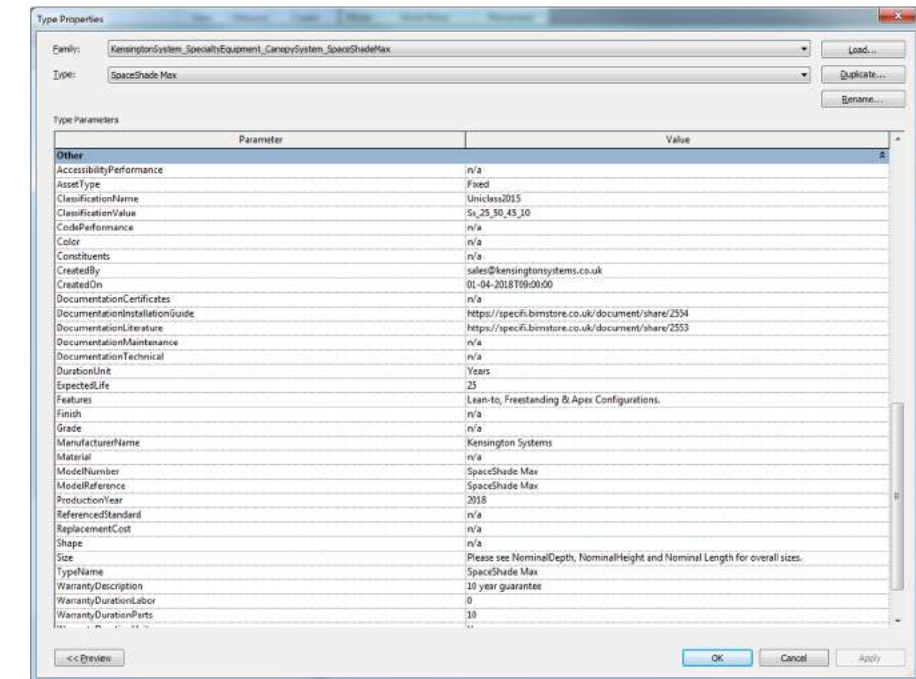 Type Properties
Family: KensingtonSystem_SpecialtyEquipment_CanopySystem_SpaceShadeMax Load...
Type: SpaceShade Max Duplicate...
Rename...
Type Parameters
Parameter Value
Other
AccessibilityPerformance n/a
AssetType Fixed
ClassificationName Uniclass2015
ClassificationValue Ss_25_50_45_10
CodePerformance n/a
Color n/a
Constituents n/a
CreatedBy sales@kensingtonsystems.co.uk
CreatedOn 01-04-2018T09:00:00
DocumentationCertificates n/a
DocumentationInstallationGuide https://specifi.bimstore.co.uk/document/share/2554
DocumentationLiterature https://specifi.bimstore.co.uk/document/share/2553
DocumentationMaintenance n/a
DocumentationTechnical n/a
DurationUnit Years
ExpectedLife 25
Features Lean-to, Freestanding & Apex Configurations.
Finish n/a
Grade n/a
ManufacturerName Kensington Systems
Material n/a
ModelNumber SpaceShade Max
ModelReference SpaceShade Max
ProductionYear 2018
ReferencedStandard n/a
ReplacementCost n/a
Shape n/a
Size Please see NominalDepth, NominalHeight and Nominal Length for overall sizes.
TypeName SpaceShade Max
WarrantyDescription 10 year guarantee
WarrantyDurationLabor 0
WarrantyDurationParts 10
<< Preview OK Cancel Apply